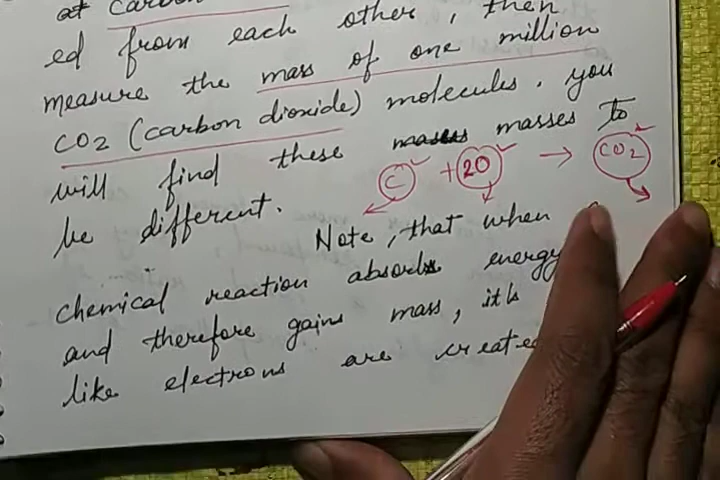 at carbon
ed from each other, then
measure the mass of one million
CO2 (carbon dioxide) molecules. you
will find these masses to
C + 2O → CO2
be different.
Note, that when
chemical reaction absorbs energy
and therefore gains mass, it is
like electrons are created